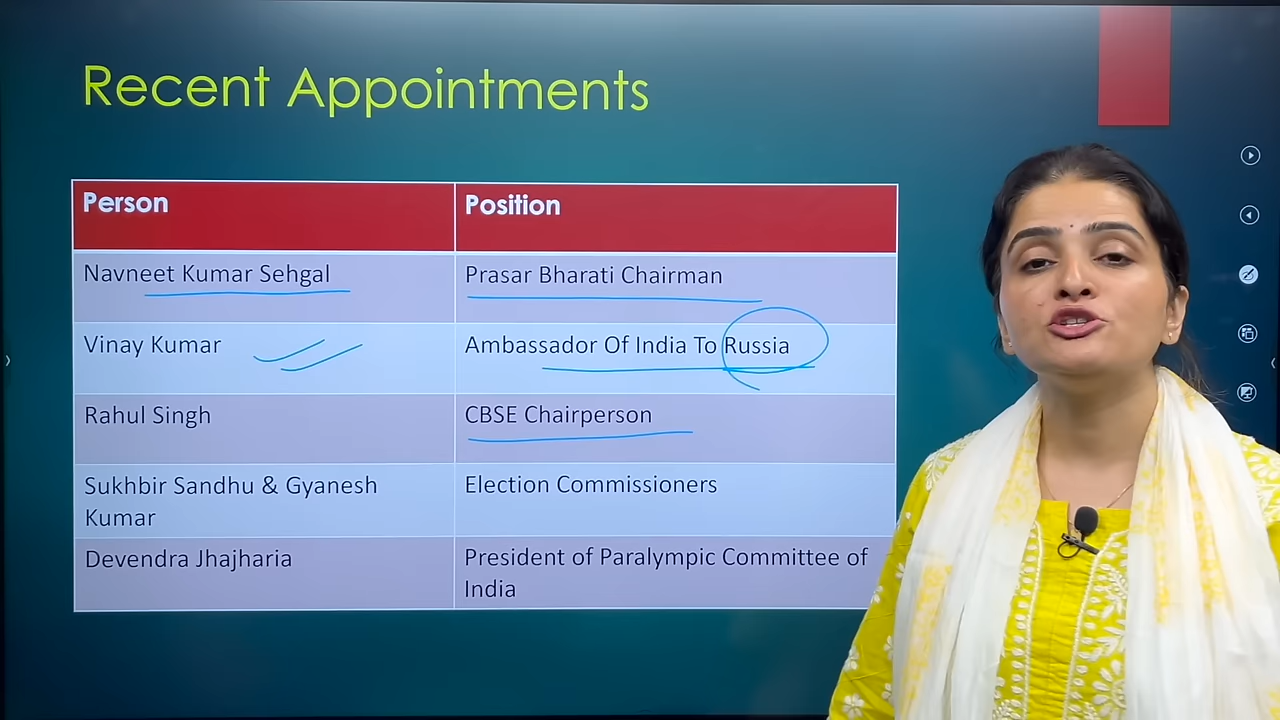 Recent Appointments
Person
Position
Navneet Kumar Sehgal
Prasar Bharati Chairman
Vinay Kumar
Ambassador Of India To Russia
Rahul Singh
CBSE Chairperson
Sukhbir Sandhu & Gyanesh
Kumar
Election Commissioners
Devendra Jhajharia
President of Paralympic Committee of
India